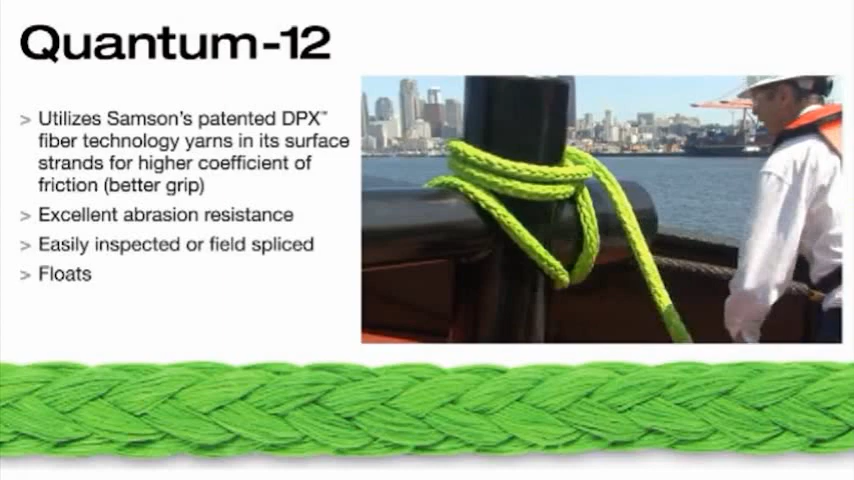 Quantum-12
> Utilizes Samson's patented DPX™
fiber technology yarns in its surface
strands for higher coefficient of
friction (better grip)
> Excellent abrasion resistance
> Easily inspected or field spliced
> Floats